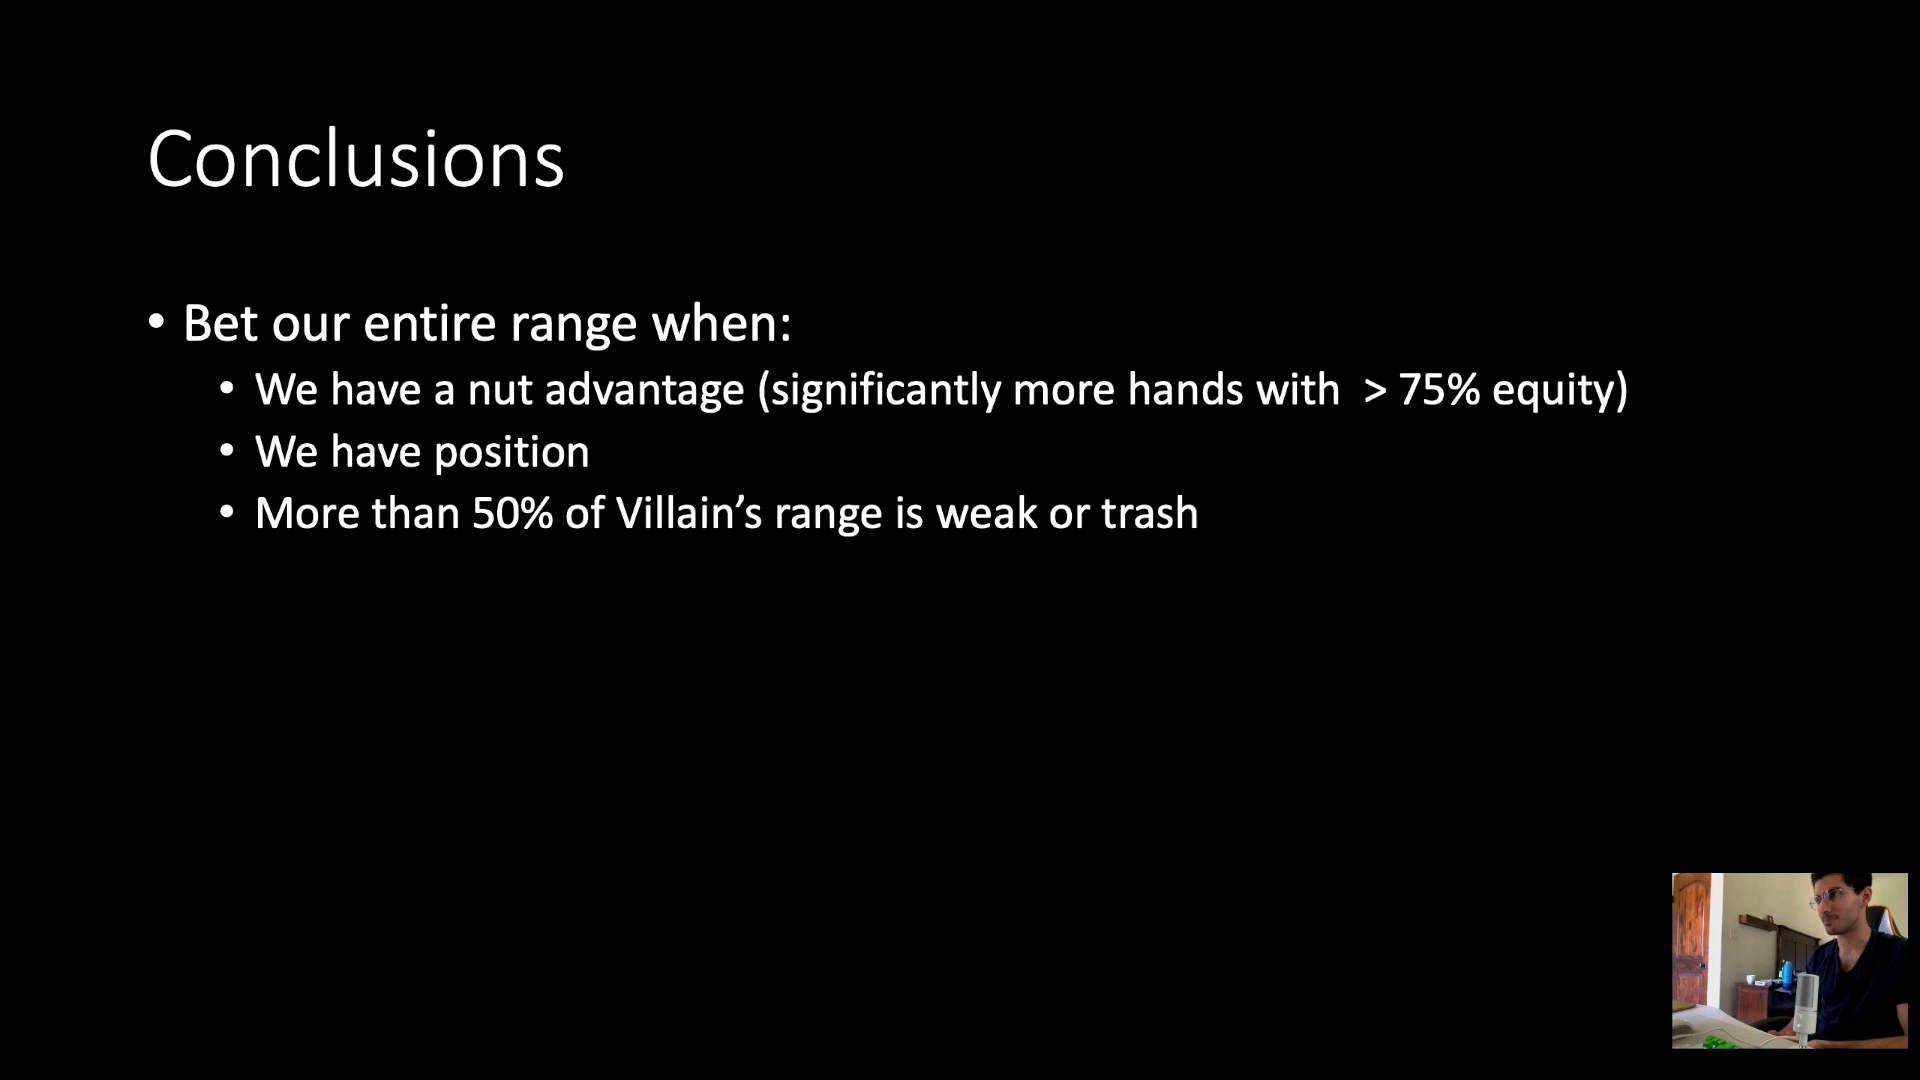 Conclusions
• Bet our entire range when:
• We have a nut advantage (significantly more hands with  > 75% equity)
• We have position
• More than 50% of Villain’s range is weak or trash